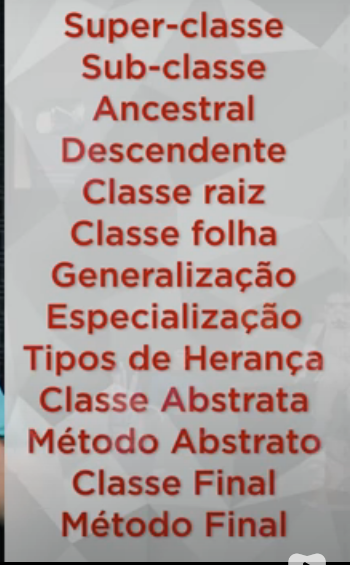 Super-classe
Sub-classe
Ancestral
Descendente
Classe raiz
Classe folha
Generalização
Especialização
Tipos de Herança
Classe Abstrata
Método Abstrato
Classe Final
Método Final